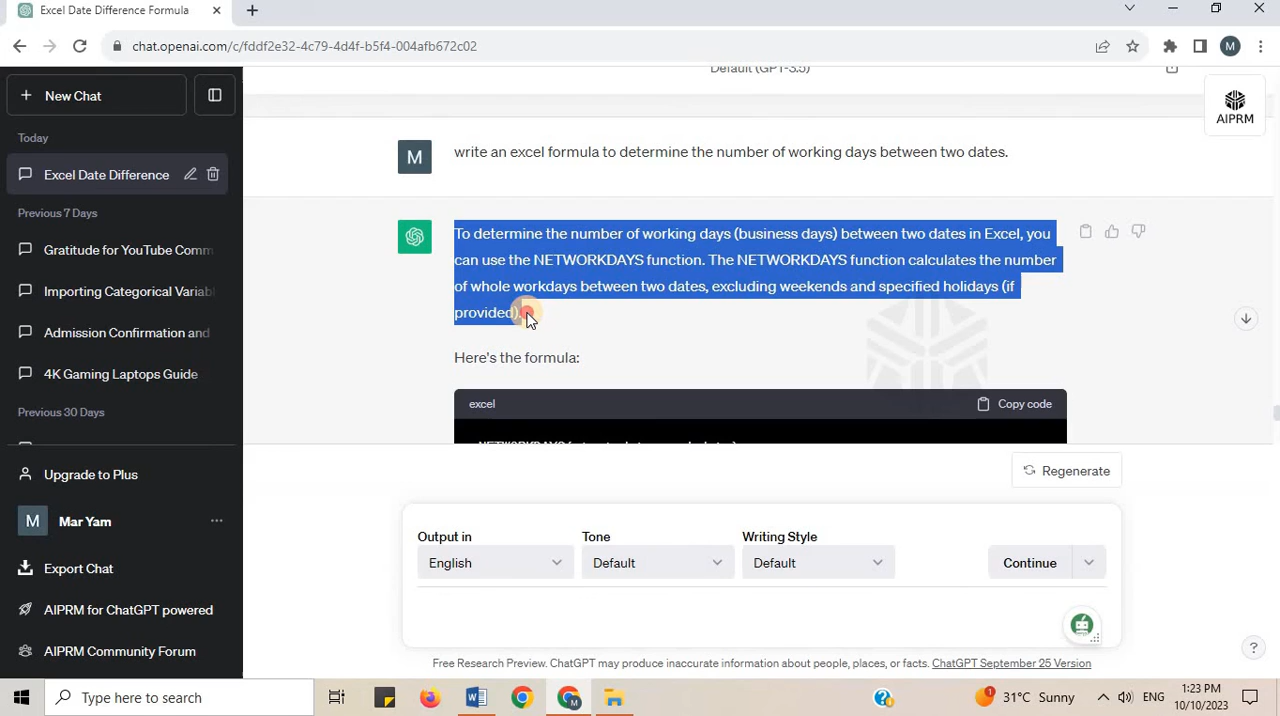 Excel Date Difference Formula
chat.openai.com/c/fddf2e32-4c79-4d4f-b5f4-004afb672c02
M
New Chat
Today
Excel Date Difference
Previous 7 Days
Gratitude for YouTube Comm
Importing Categorical Variab
Admission Confirmation and
4K Gaming Laptops Guide
Previous 30 Days
Upgrade to Plus
M Mar Yam
Export Chat
AIPRM for ChatGPT powered
AIPRM Community Forum
Default (GPT-3.5)
AIPRM
M
write an excel formula to determine the number of working days between two dates.
To determine the number of working days (business days) between two dates in Excel, you
can use the NETWORKDAYS function. The NETWORKDAYS function calculates the number
of whole workdays between two dates, excluding weekends and specified holidays (if
provided).
Here's the formula:
excel
Copy code
Regenerate
Output in
Tone
Writing Style
English
Default
Default
Continue
Free Research Preview. ChatGPT may produce inaccurate information about people, places, or facts. ChatGPT September 25 Version
?
Type here to search
31°C Sunny
ENG
1:23 PM
10/10/2023